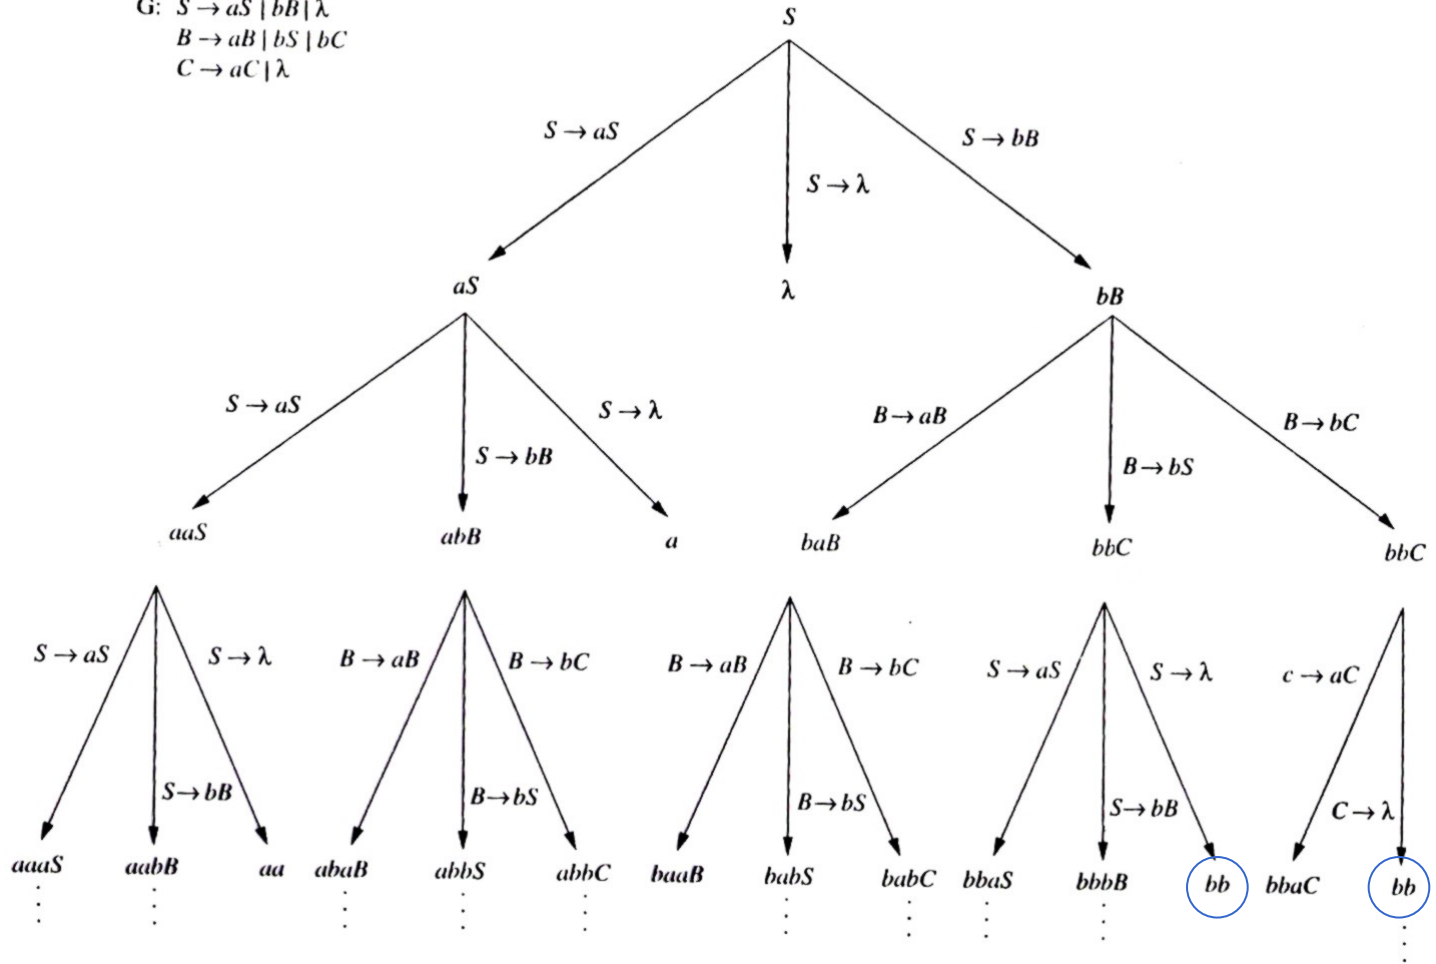 G: S → aS | bB | λ
B → aB | bS | bC
C → aC | λ
S
S → aS
S → λ
S → bB
aS
λ
bB
S → aS
S → bB
S → λ
B → aB
B → bS
B → bC
aaS
abB
a
baB
bbC
bbC
S → aS
S → bB
S → λ
B → aB
B → bS
B → bC
B → aB
B → bS
B → bC
S → aS
S → bB
S → λ
c → aC
C → λ
aaaS
aabB
aa
abaB
abbS
abbC
baaB
babS
babC
bbaS
bbbB
bb
bbaC
bb